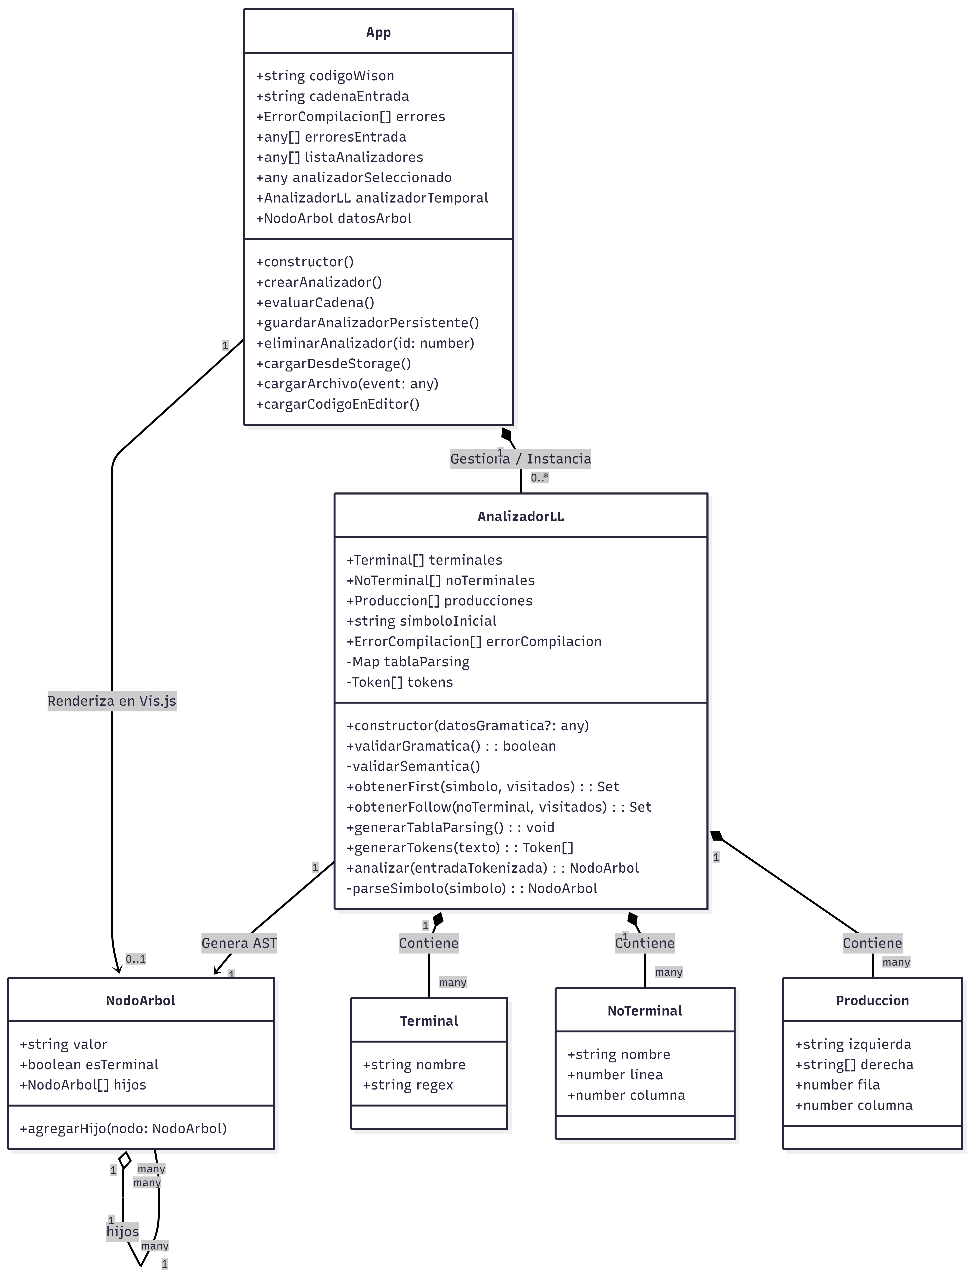 App
+string codigoWison
+string cadenaEntrada
+ErrorCompilacion[] errores
+any[] erroresEntrada
+any[] listaAnalizadores
+any analizadorSeleccionado
+AnalizadorLL analizadorTemporal
+NodoArbol datosArbol
+constructor()
+crearAnalizador()
+evaluarCadena()
+guardarAnalizadorPersistente()
+eliminarAnalizador(id: number)
+cargarDesdeStorage()
+cargarArchivo(event: any)
+cargarCodigoEnEditor()
1
1
Gestiona / Instancia
0..*
AnalizadorLL
+Terminal[] terminales
+NoTerminal[] noTerminales
+Produccion[] producciones
+string simboloInicial
+ErrorCompilacion[] errorCompilacion
-Map tablaParsing
-Token[] tokens
+constructor(datosGramatica?: any)
+validarGramatica() : : boolean
-validarSemantica()
+obtenerFirst(simbolo, visitados) : : Set
+obtenerFollow(noTerminal, visitados) : : Set
+generarTablaParsing() : : void
+generarTokens(texto) : : Token[]
+analizar(entradaTokenizada) : : NodoArbol
-parseSimbolo(simbolo) : : NodoArbol
Renderiza en Vis.js
1
1
1
1
Genera AST
Contiene
Contiene
Contiene
0..1
1
many
many
many
NodoArbol
+string valor
+boolean esTerminal
+NodoArbol[] hijos
+agregarHijo(nodo: NodoArbol)
Terminal
+string nombre
+string regex
NoTerminal
+string nombre
+number linea
+number columna
Produccion
+string izquierda
+string[] derecha
+number fila
+number columna
1
many
many
1
hijos
many
1